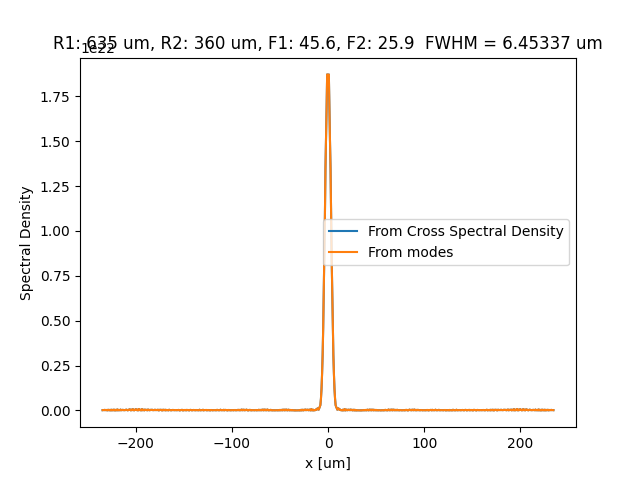 R1: 635 um, R2: 360 um, F1: 45.6, F2: 25.9  FWHM = 6.45337 um
1e22
1.75
1.50
1.25
1.00
0.75
0.50
0.25
0.00
Spectral Density
From Cross Spectral Density
From modes
−200
−100
0
100
200
x [um]